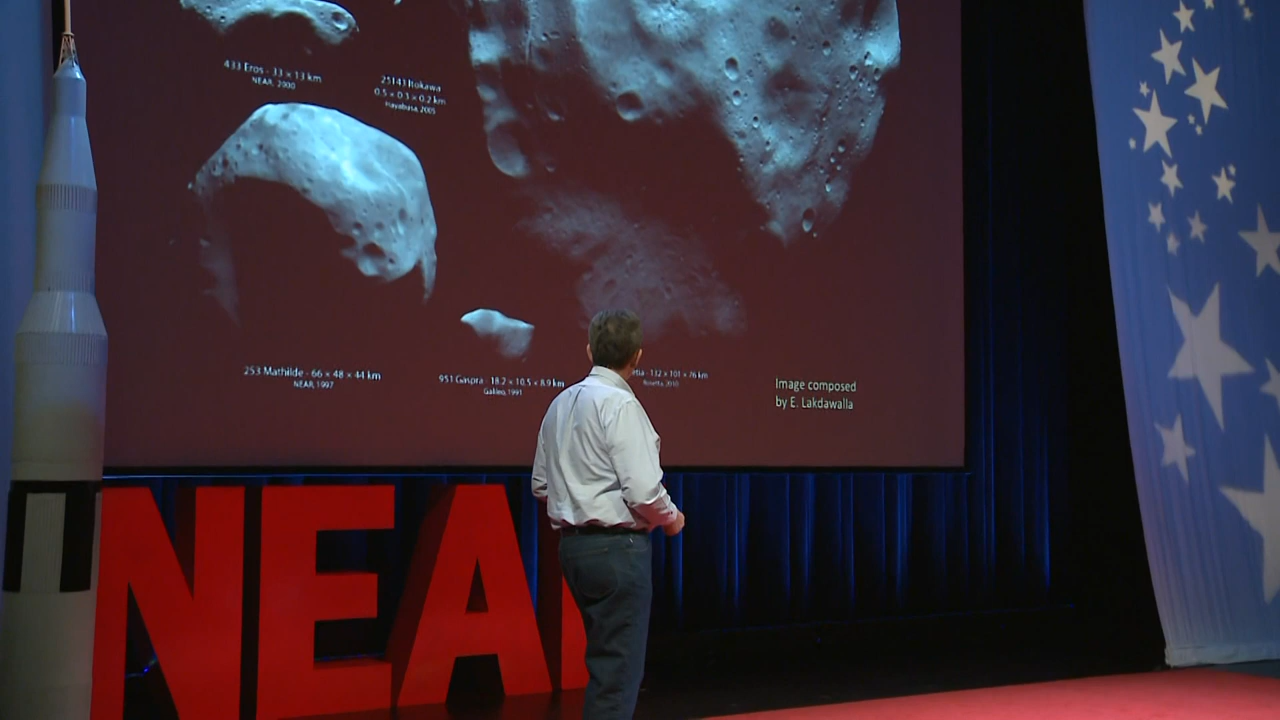 433 Eros - 33 × 13 km
NEAR, 2000
25143 Itokawa
0.5 × 0.3 × 0.2 km
Hayabusa, 2005
253 Mathilde - 66 × 48 × 44 km
NEAR, 1997
951 Gaspra - 18.2 × 10.5 × 8.9 km
Galileo, 1991
132 × 101 × 76 km
Rosetta, 2010
Image composed
by E. Lakdawalla
NEA